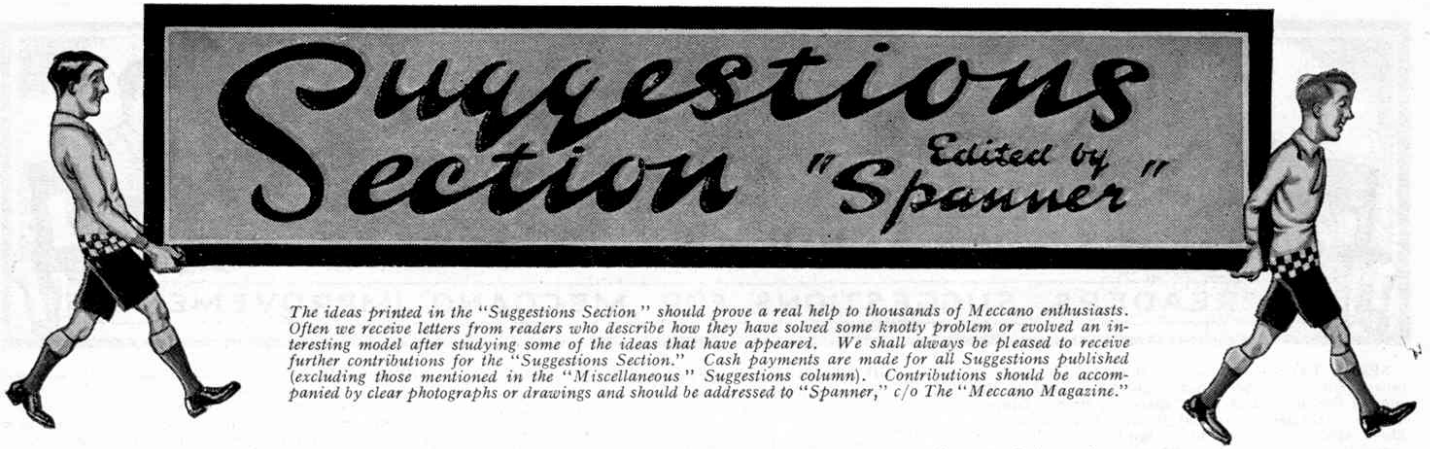 Suggestions
Section "Spanner"
Edited by
The ideas printed in the "Suggestions Section" should prove a real help to thousands of Meccano enthusiasts.
Often we receive letters from readers who describe how they have solved some knotty problem or evolved an in-
teresting model after studying some of the ideas that have appeared. We shall always be pleased to receive
further contributions for the "Suggestions Section." Cash payments are made for all Suggestions published
(excluding those mentioned in the "Miscellaneous" Suggestions column). Contributions should be accom-
panied by clear photographs or drawings and should be addressed to "Spanner," c/o The "Meccano Magazine."